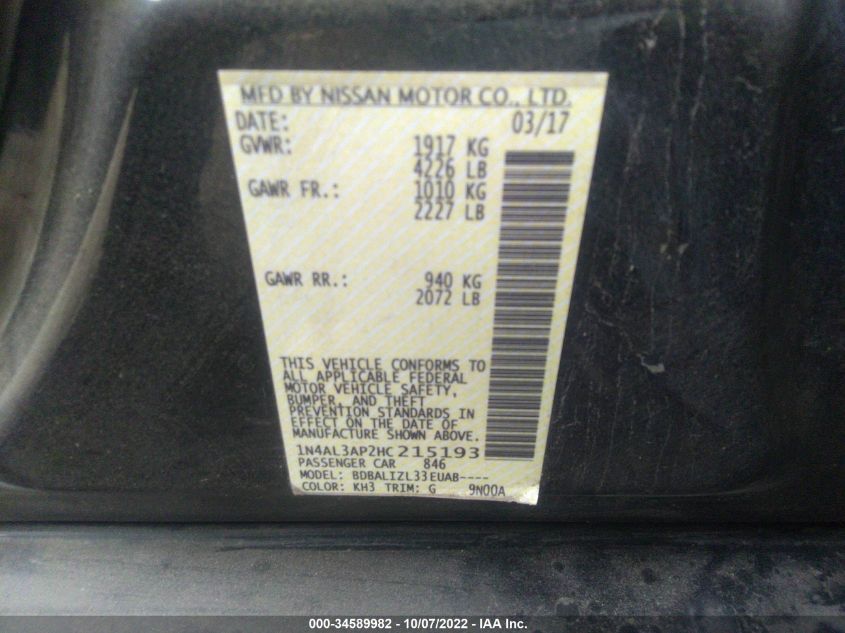 MFD BY NISSAN MOTOR CO., LTD.
DATE: 03/17
GVWR: 1917 KG
4226 LB
GAWR FR.: 1010 KG
2227 LB
GAWR RR.: 940 KG
2072 LB
THIS VEHICLE CONFORMS TO
ALL APPLICABLE FEDERAL
MOTOR VEHICLE SAFETY,
BUMPER, AND THEFT
PREVENTION STANDARDS IN
EFFECT ON THE DATE OF
MANUFACTURE SHOWN ABOVE.
1N4AL3AP2HC215193
PASSENGER CAR 846
MODEL: BDBALIZL33EUAB----
COLOR: KH3 TRIM: G 9N00A
000-34589982 - 10/07/2022 - IAA Inc.